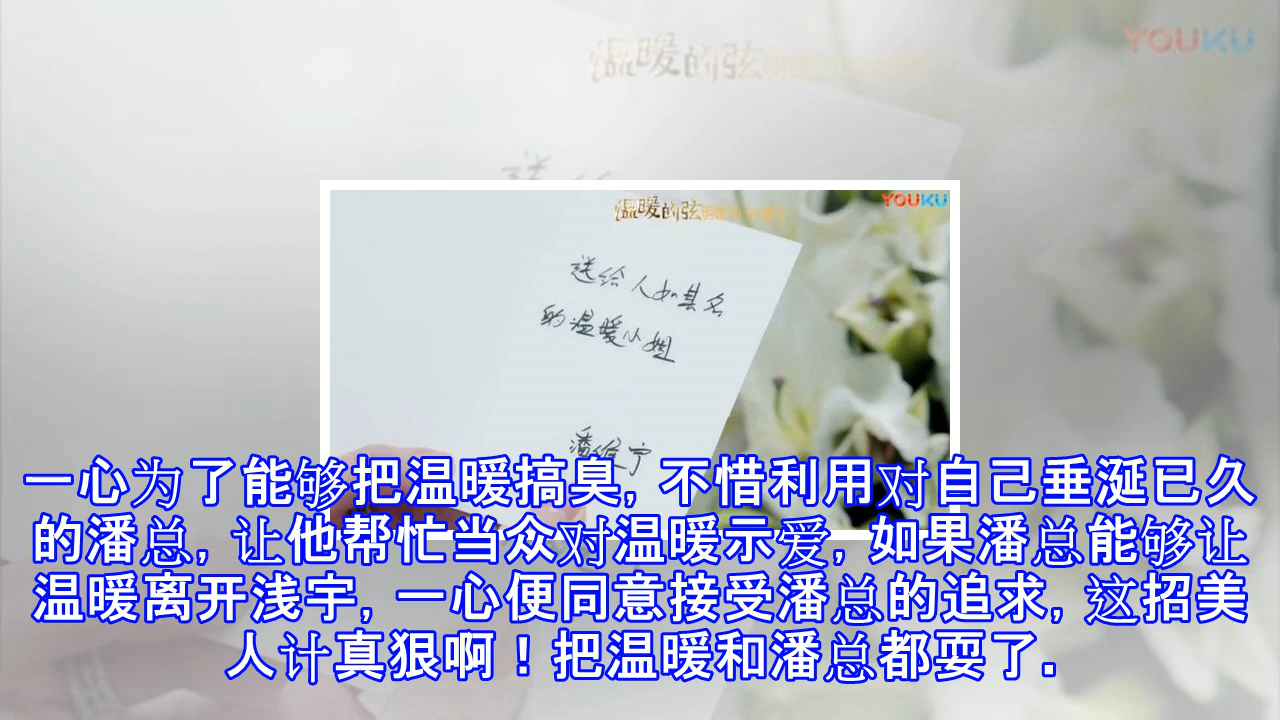 YOUKU
温暖的弦
送给
温暖的弦
YOUKU
送给人如其名
的温暖小姐
潘维宁
一心为了能够把温暖搞臭, 不惜利用对自己垂涎已久
的潘总, 让他帮忙当众对温暖示爱, 如果潘总能够让
温暖离开浅宇, 一心便同意接受潘总的追求, 这招美
人计真狠啊！把温暖和潘总都耍了.